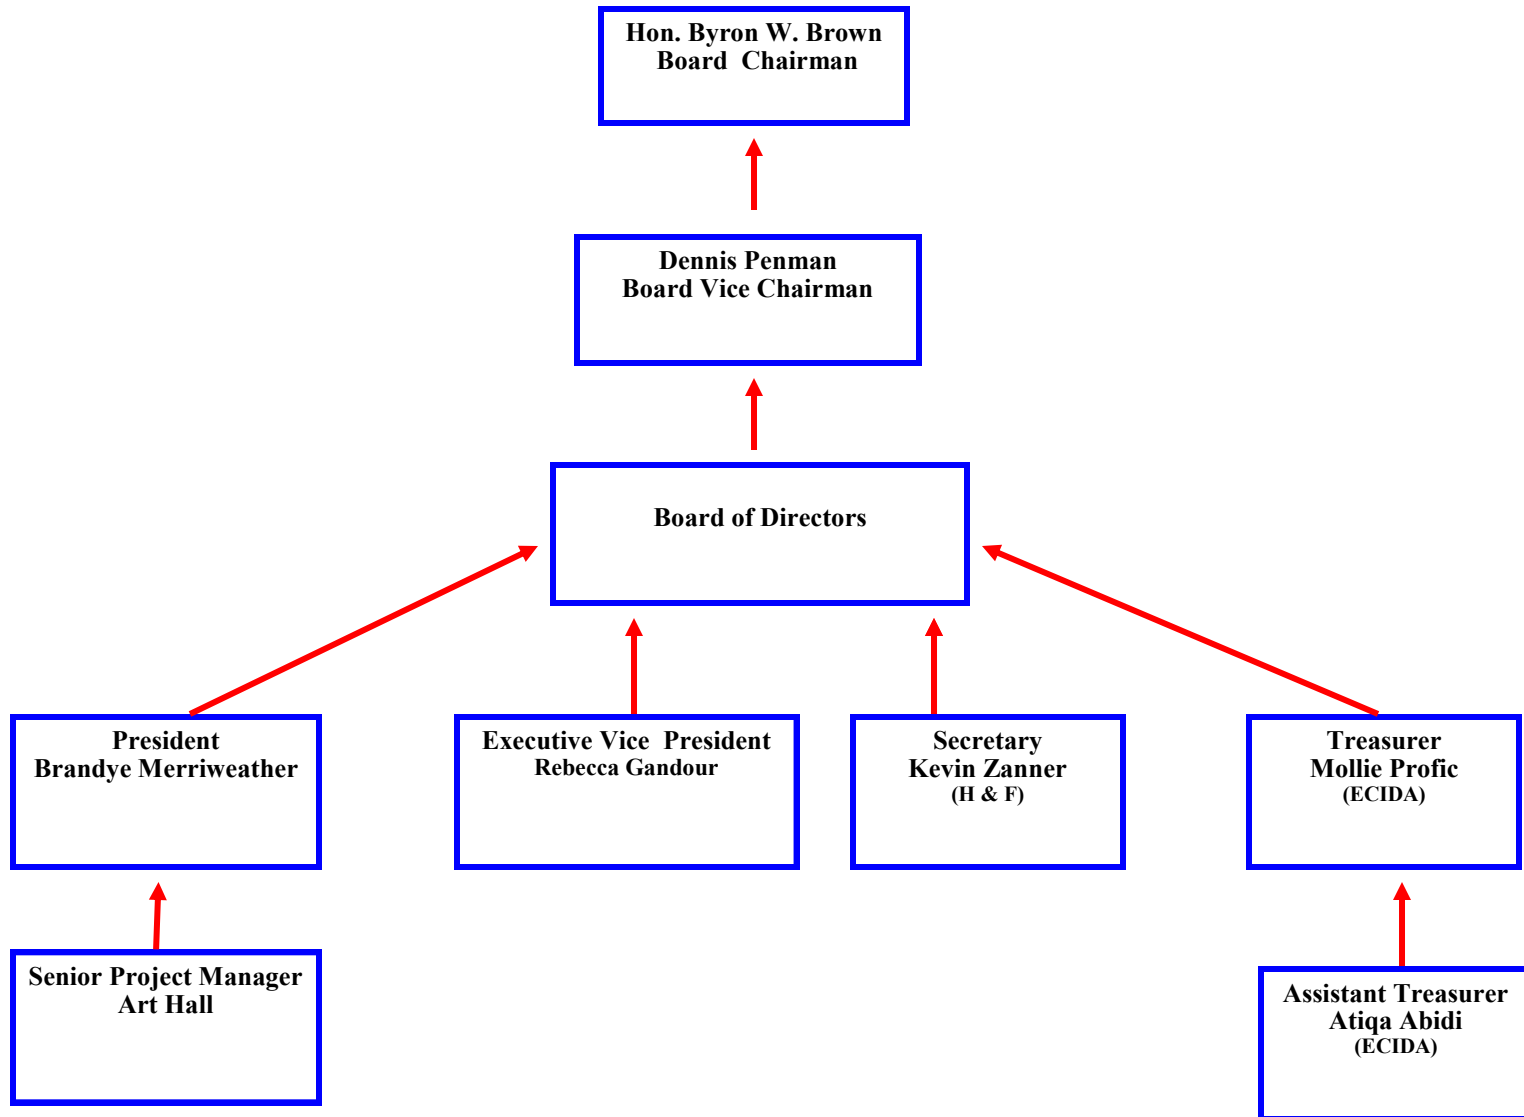 Hon. Byron W. Brown
Board Chairman
Dennis Penman
Board Vice Chairman
Board of Directors
President
Brandye Merriweather
Executive Vice President
Rebecca Gandour
Secretary
Kevin Zanner
(H & F)
Treasurer
Mollie Profic
(ECIDA)
Senior Project Manager
Art Hall
Assistant Treasurer
Atiqa Abidi
(ECIDA)